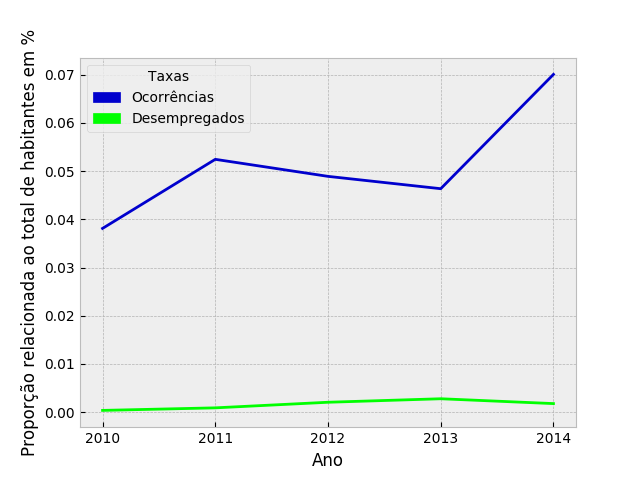 Proporção relacionada ao total de habitantes em %
0.07
0.06
0.05
0.04
0.03
0.02
0.01
0.00
Taxas
Ocorrências
Desempregados
2010 2011 2012 2013 2014
Ano